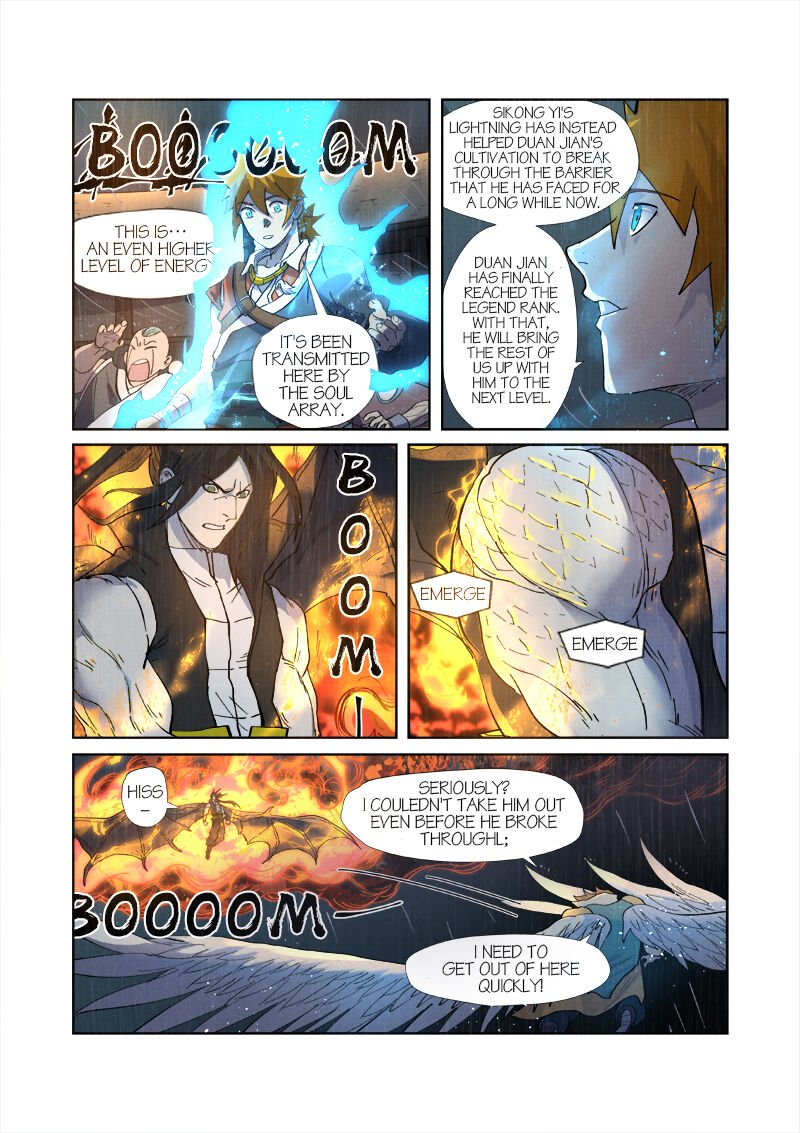 BOOOOOOM
THIS IS...
AN EVEN HIGHER
LEVEL OF ENERGY
IT'S BEEN
TRANSMITTED
HERE BY
THE SOUL
ARRAY.
SIKONG YI'S
LIGHTNING HAS INSTEAD
HELPED DUAN JIAN'S
CULTIVATION TO BREAK
THROUGH THE BARRIER
THAT HE HAS FACED FOR
A LONG WHILE NOW.
DUAN JIAN
HAS FINALLY
REACHED THE
LEGEND RANK.
WITH THAT,
HE WILL BRING
THE REST OF
US UP WITH
HIM TO THE
NEXT LEVEL.
BOOM—
EMERGE
EMERGE
HISS
—
SERIOUSLY?
I COULEDN'T TAKE HIM OUT
EVEN BEFORE HE BROKE
THROUGHL;
BOOOOM—
I NEED TO
GET OUT OF HERE
QUICKLY!